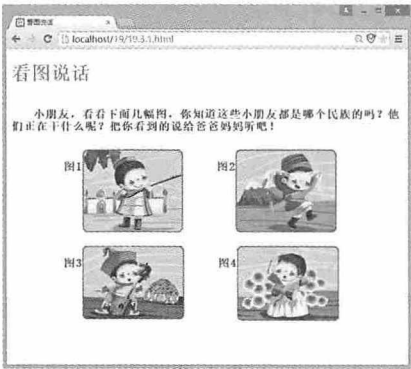 看图说话
localhost/19/19.3.1.html
看图说话
小朋友，看看下面几幅图，你知道这些小朋友都是哪个民族的吗？他
们正在干什么呢？把你看到的说给爸爸妈妈听吧！
图1
图2
图3
图4